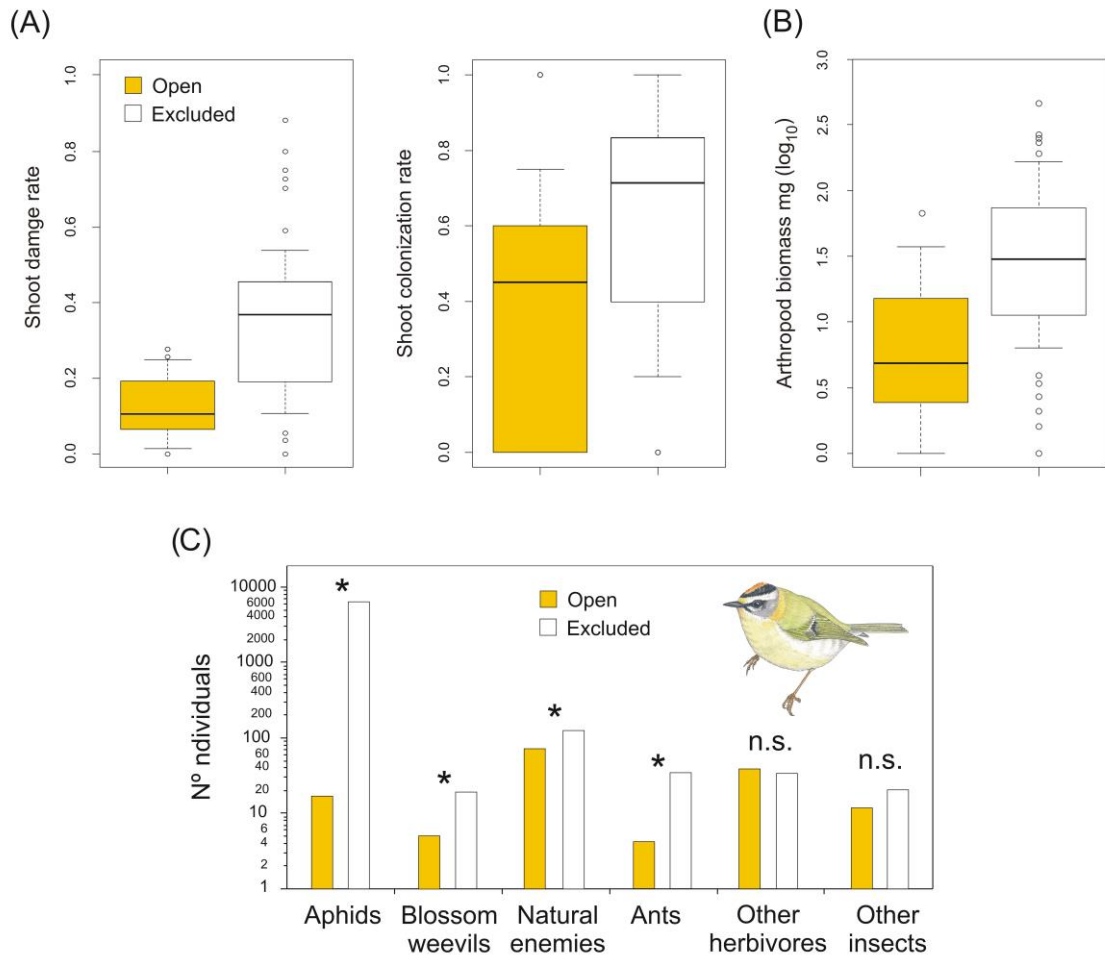 (A)
(B)
Open
Excluded
Shoot damge rate
1.0
0.8
0.6
0.4
0.2
0.0
Shoot colonization rate
1.0
0.8
0.6
0.4
0.2
0.0
Arthropod biomass mg (log10)
3.0
2.5
2.0
1.5
1.0
0.5
0.0
(C)
Nº ndividuals
10000
6000
4000
2000
1000
600
400
200
100
60
40
20
10
6
4
2
1
*
*
*
*
n.s.
n.s.
Open
Excluded
Aphids
Blossom weevils
Natural enemies
Ants
Other herbivores
Other insects